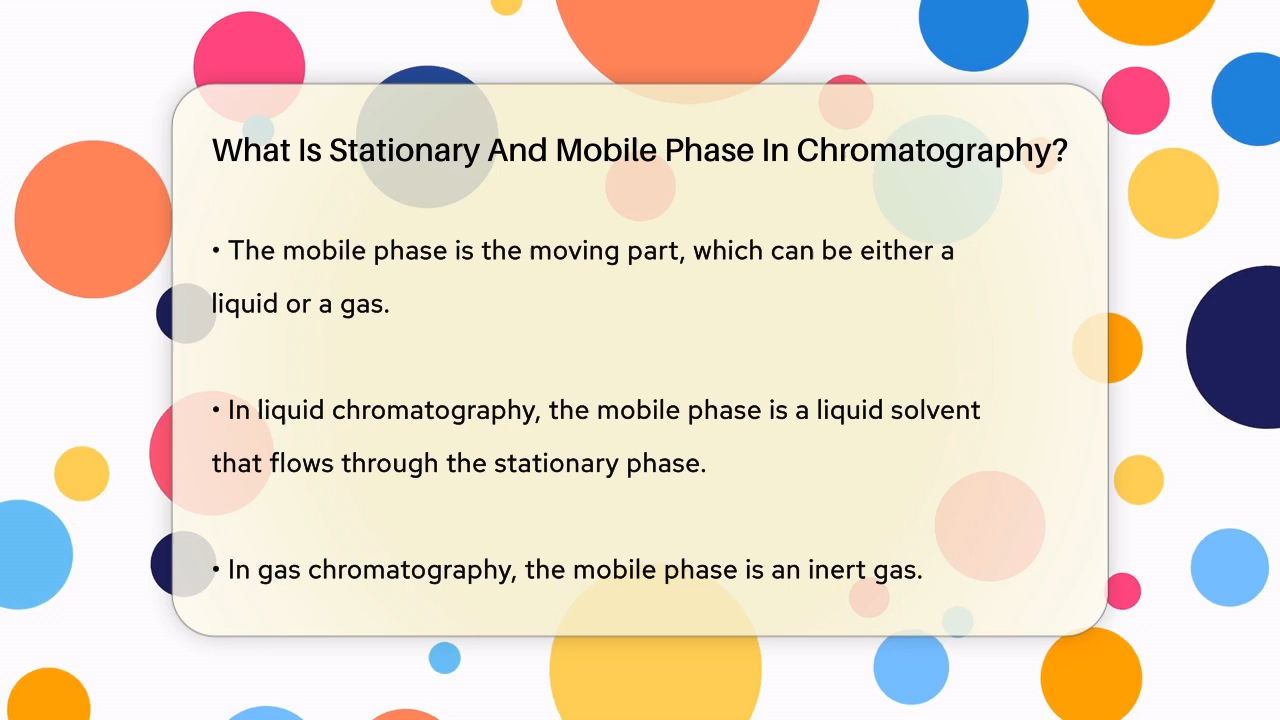 What Is Stationary And Mobile Phase In Chromatography?
• The mobile phase is the moving part, which can be either a
liquid or a gas.
• In liquid chromatography, the mobile phase is a liquid solvent
that flows through the stationary phase.
• In gas chromatography, the mobile phase is an inert gas.